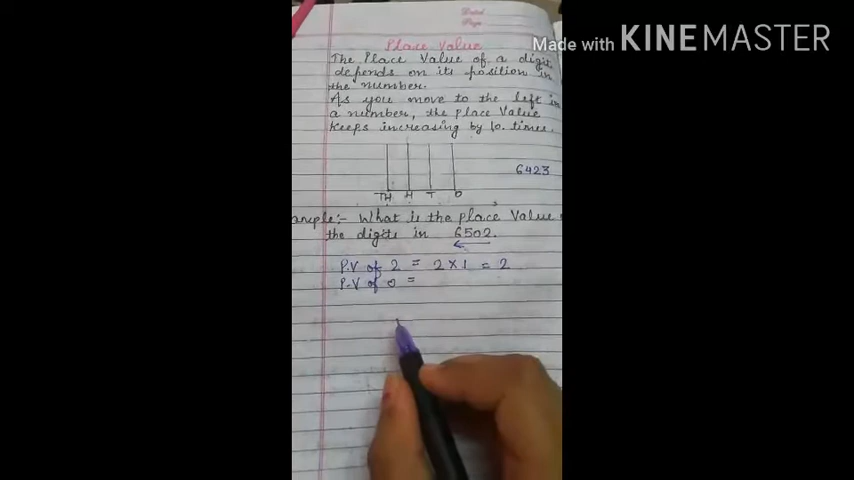 Dated
Page
Made with KINEMASTER
Place Value
The Place Value of a digit
depends on its position in
the number.
As you move to the left in
a number, the place Value
keeps increasing by 10 times.
6423
TH H T O
ample:- What is the place Value
the digits in 6502.
P.V of 2 = 2×1 = 2
P.V of 0 =